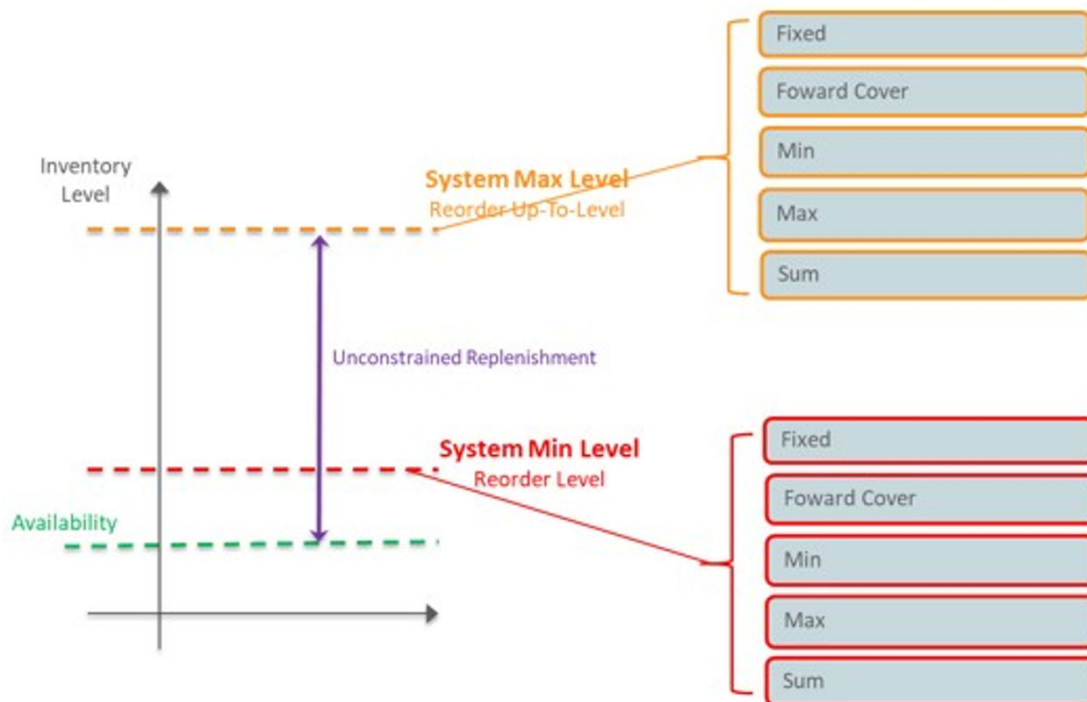 Inventory
Level
System Max Level
Reorder Up-To-Level
Fixed
Foward Cover
Min
Max
Sum
Unconstrained Replenishment
System Min Level
Reorder Level
Availability
Fixed
Foward Cover
Min
Max
Sum